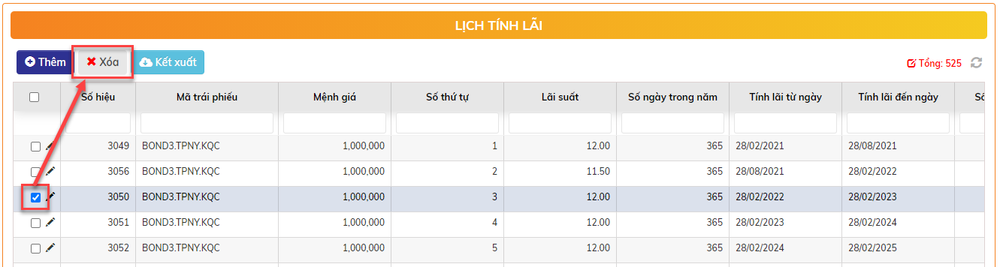 LỊCH TÍNH LÃI
Thêm Xóa Kết xuất Tổng: 525
Số hiệu Mã trái phiếu Mệnh giá Số thứ tự Lãi suất Số ngày trong năm Tính lãi từ ngày Tính lãi đến ngày
3049 BOND3.TPNY.KQC 1,000,000 1 12.00 365 28/02/2021 28/08/2021
3056 BOND3.TPNY.KQC 1,000,000 2 11.50 365 28/08/2021 28/02/2022
3050 BOND3.TPNY.KQC 1,000,000 3 12.00 365 28/02/2022 28/02/2023
3051 BOND3.TPNY.KQC 1,000,000 4 12.00 365 28/02/2023 28/02/2024
3052 BOND3.TPNY.KQC 1,000,000 5 12.00 365 28/02/2024 28/02/2025